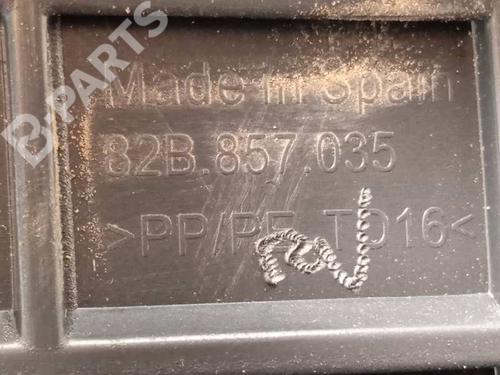 B-PARTS
Made in Spain
82B.857.035
>PP/PE TD16<